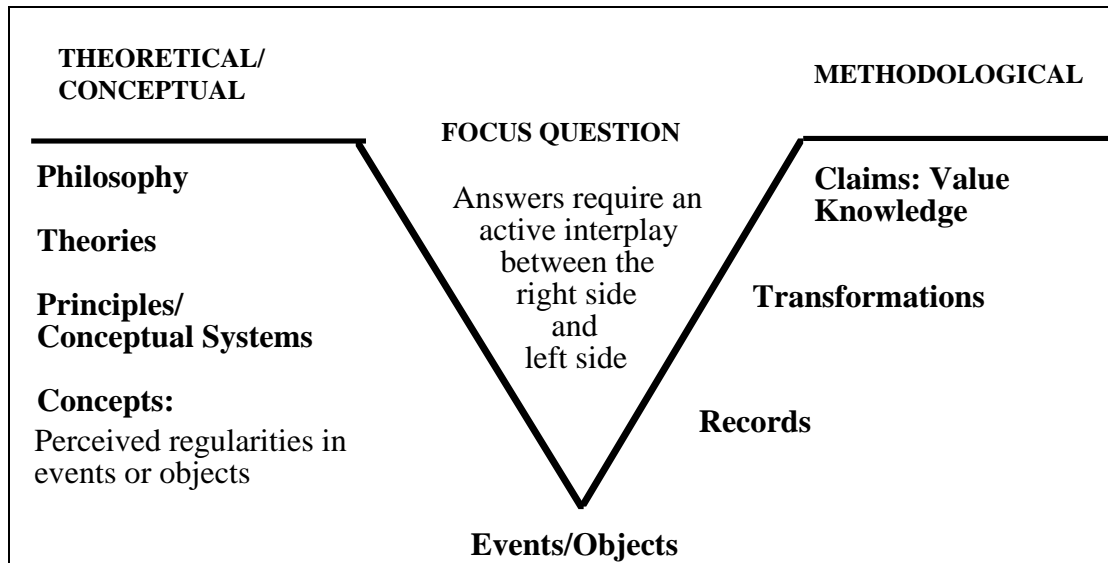 THEORETICAL/
CONCEPTUAL
Philosophy
Theories
Principles/
Conceptual Systems
Concepts:
Perceived regularities in
events or objects
FOCUS QUESTION
Answers require an
active interplay
between the
right side
and
left side
METHODOLOGICAL
Claims: Value
Knowledge
Transformations
Records
Events/Objects